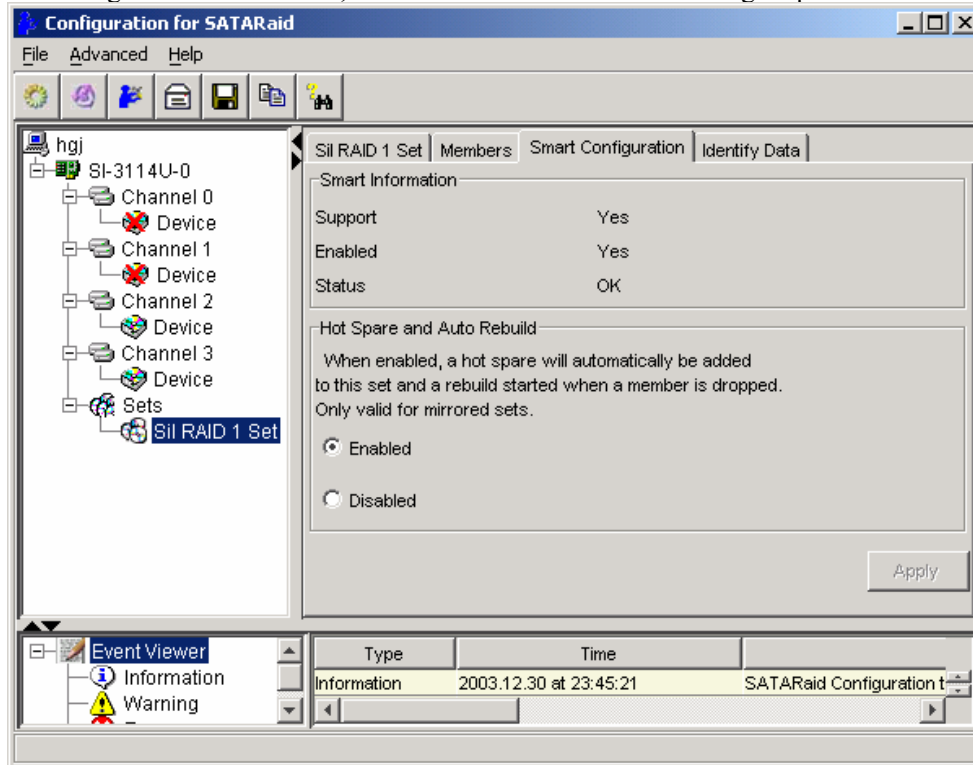 Configuration for SATARaid
File Advanced Help
hgj
SI-3114U-0
Channel 0
Device
Channel 1
Device
Channel 2
Device
Channel 3
Device
Sets
Sil RAID 1 Set
Sil RAID 1 Set Members Smart Configuration Identify Data
Smart Information
Support Yes
Enabled Yes
Status OK
Hot Spare and Auto Rebuild
When enabled, a hot spare will automatically be added
to this set and a rebuild started when a member is dropped.
Only valid for mirrored sets.
Enabled
Disabled
Apply
Event Viewer
Information
Warning
Type Time
Information 2003.12.30 at 23:45:21 SATARaid Configuration t